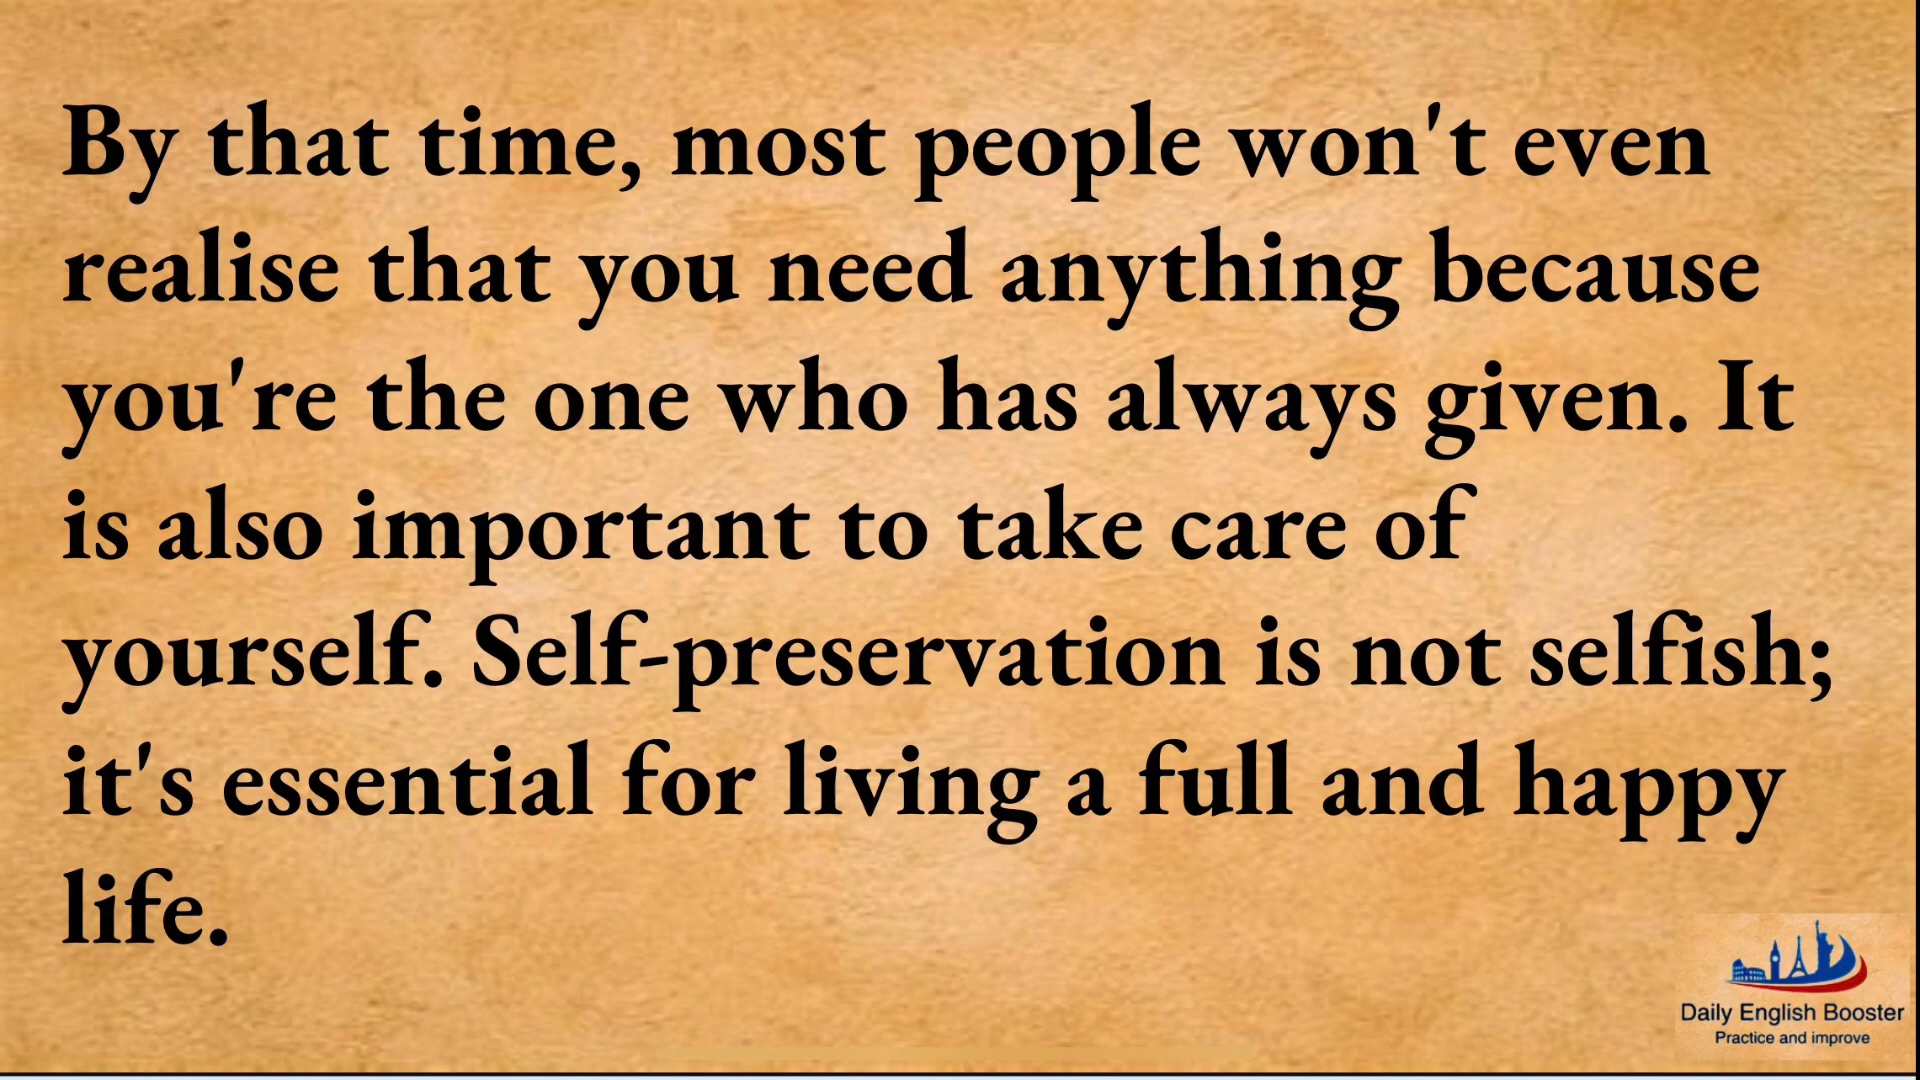 By that time, most people won't even
realise that you need anything because
you're the one who has always given. It
is also important to take care of
yourself. Self-preservation is not selfish;
it's essential for living a full and happy
life.
Daily English Booster
Practice and improve